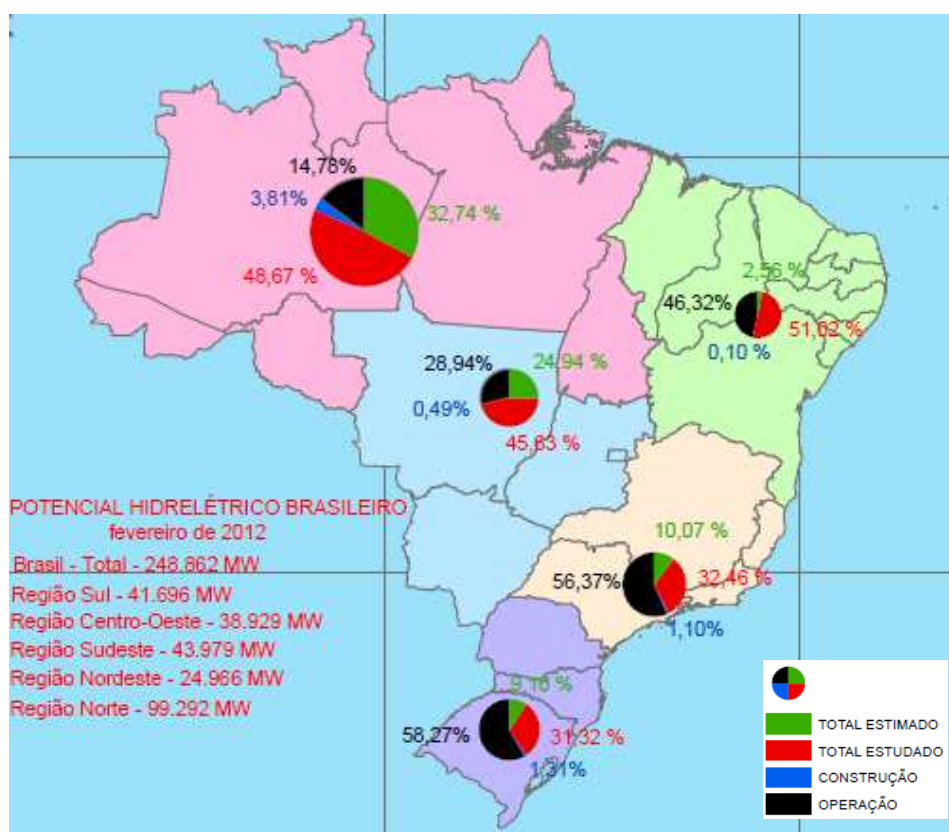 14,78%
3,81%
32,74 %
48,67 %
2,56 %
46,32%
51,02 %
0,10 %
28,94%
24,94 %
0,49%
45,63 %
POTENCIAL HIDRELÉTRICO BRASILEIRO
fevereiro de 2012
Brasil - Total - 248.862 MW
Região Sul - 41.696 MW
Região Centro-Oeste - 38.929 MW
Região Sudeste - 43.979 MW
Região Nordeste - 24.966 MW
Região Norte - 99.292 MW
10,07 %
56,37%
32,46 %
1,10%
9,10 %
58,27%
31,32 %
1,31%
TOTAL ESTIMADO
TOTAL ESTUDADO
CONSTRUÇÃO
OPERAÇÃO